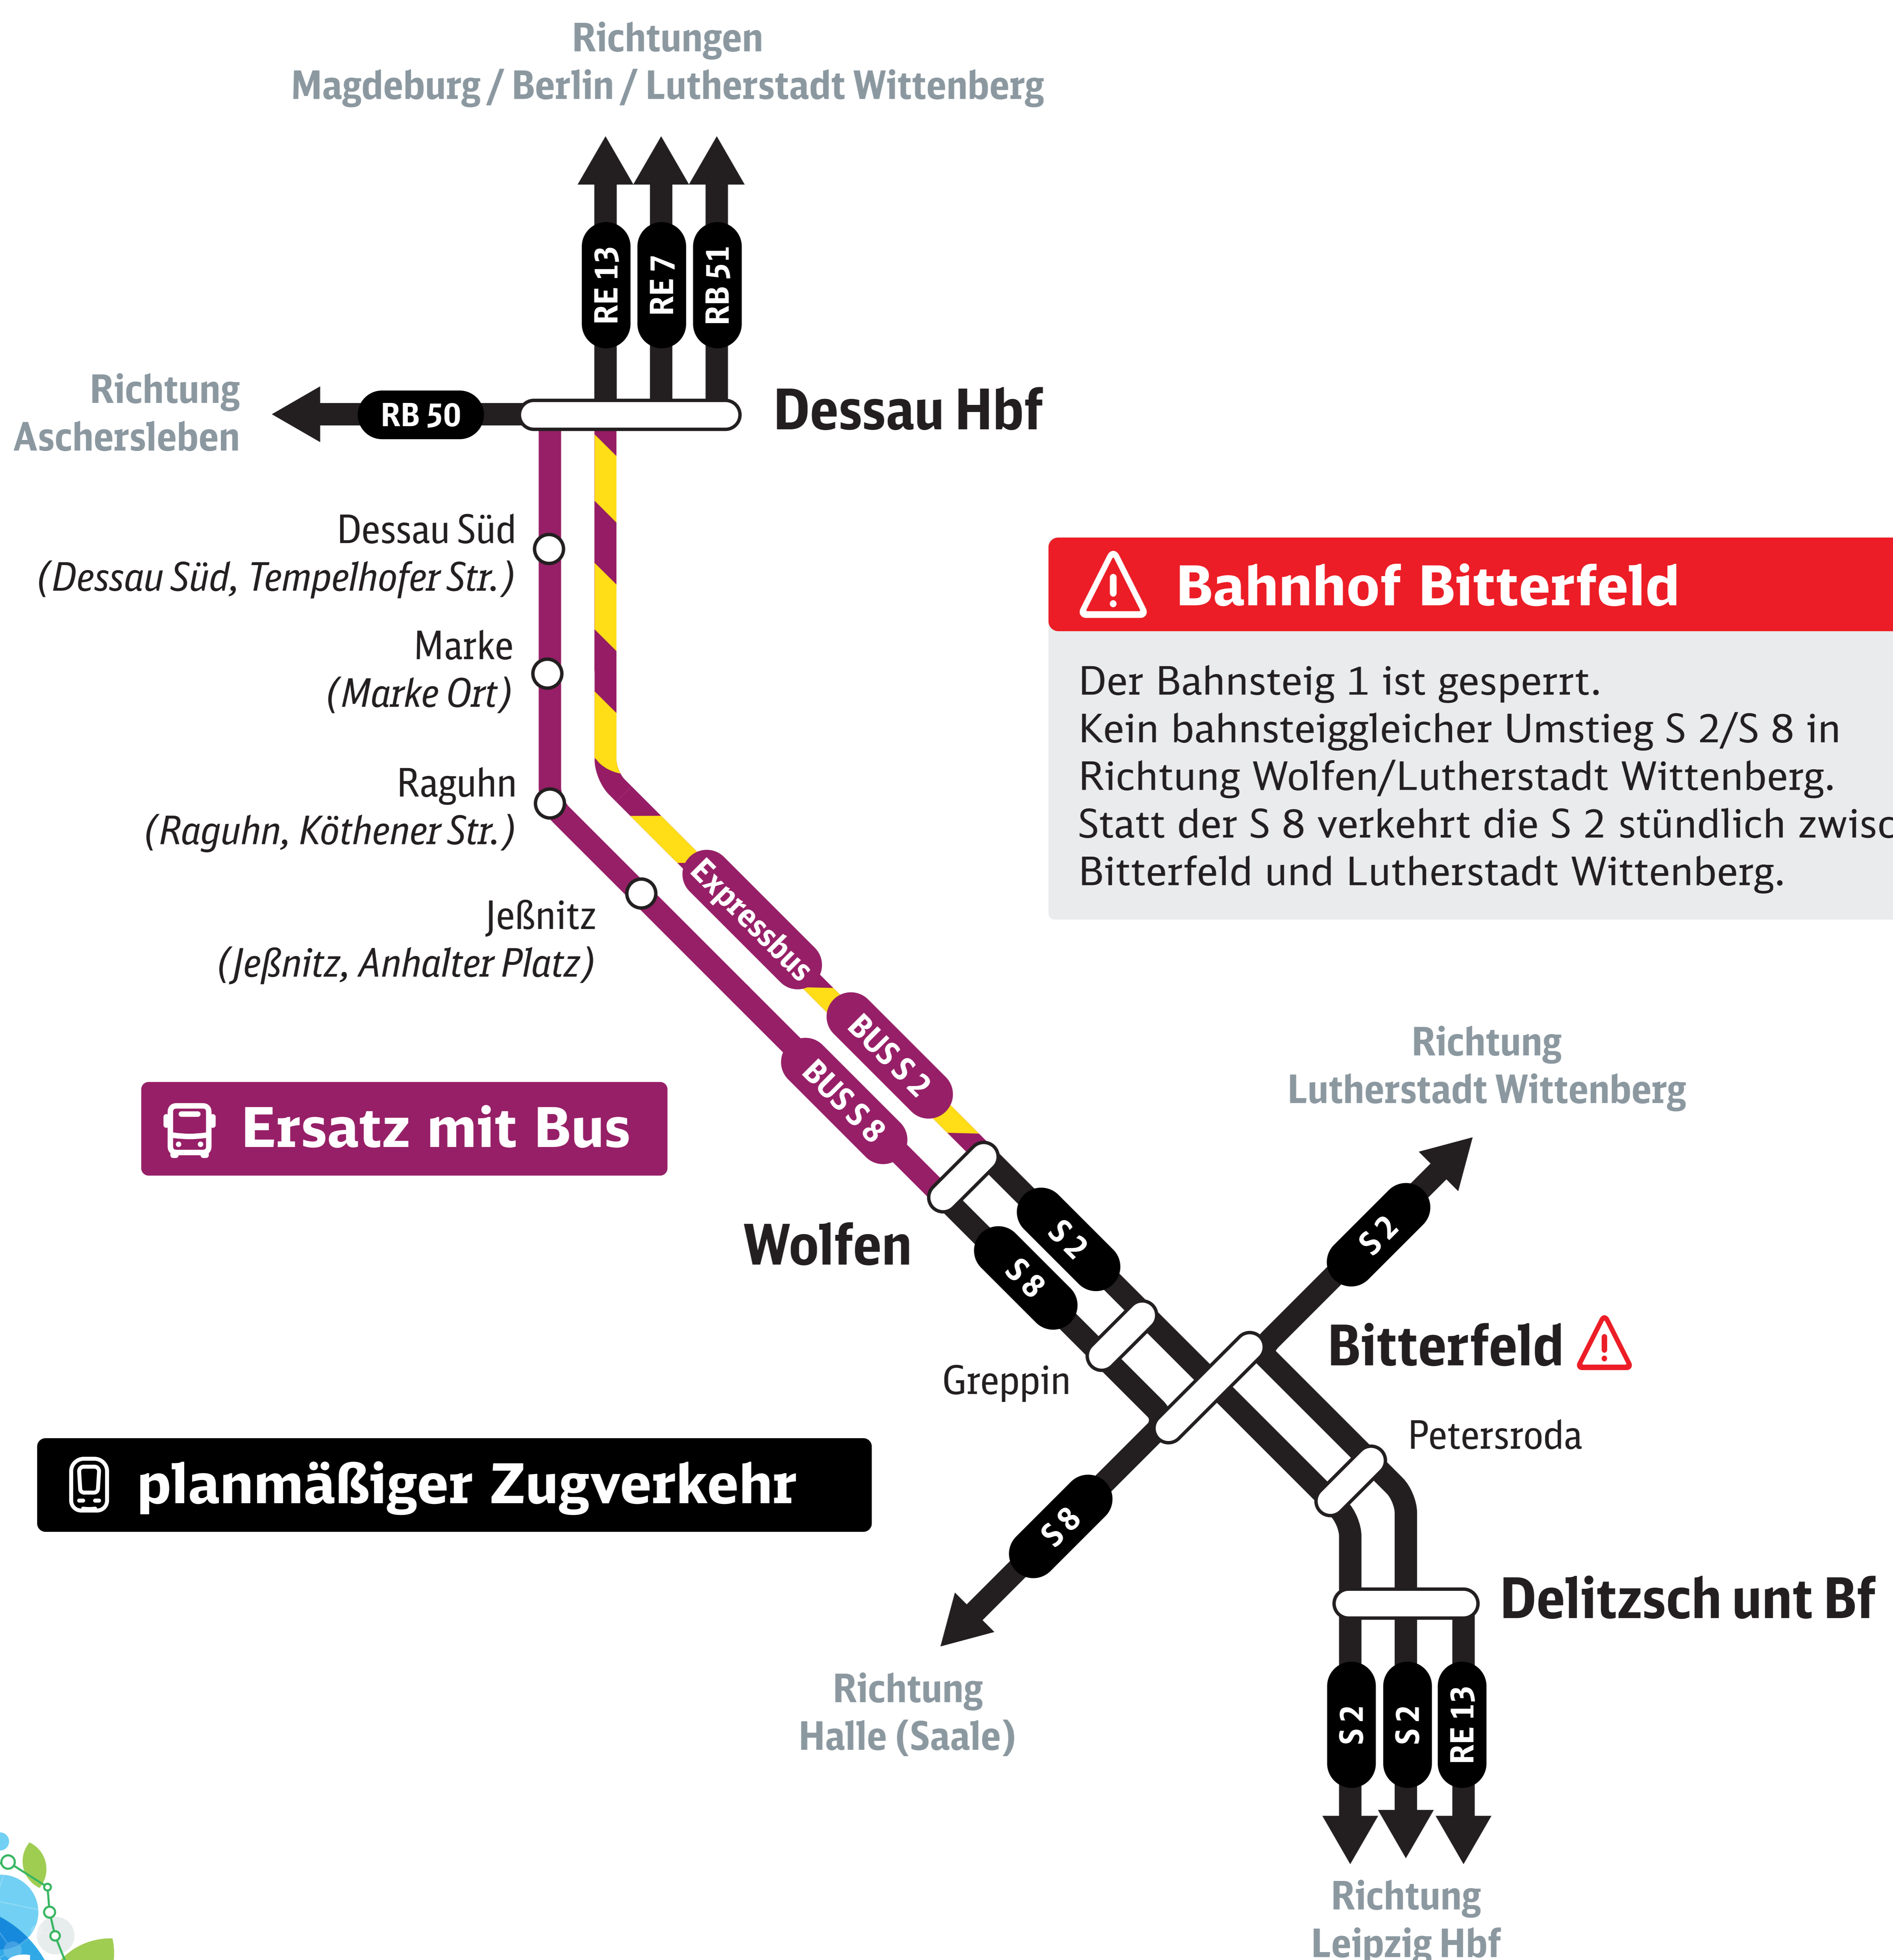 Richtungen
Magdeburg / Berlin / Lutherstadt Wittenberg
RE 13
RE 7
RB 51
Richtung
Aschersleben
RB 50
Dessau Hbf
Dessau Süd
(Dessau Süd, Tempelhofer Str.)
Marke
(Marke Ort)
Raguhn
(Raguhn, Köthener Str.)
Jeßnitz
(Jeßnitz, Anhalter Platz)
Bahnhof Bitterfeld
Der Bahnsteig 1 ist gesperrt.
Kein bahnsteiggleicher Umstieg S 2/S 8 in
Richtung Wolfen/Lutherstadt Wittenberg.
Statt der S 8 verkehrt die S 2 stündlich
Bitterfeld und Lutherstadt Wittenberg.
Expressbus
BUS S 2
BUS S 8
Ersatz mit Bus
Richtung
Lutherstadt Wittenberg
Wolfen
S 2
S 8
S 2
Bitterfeld
Greppin
Petersroda
planmäßiger Zugverkehr
S 8
Delitzsch unt Bf
Richtung
Halle (Saale)
S 2
S 2
RE 13
Richtung
Leipzig Hbf